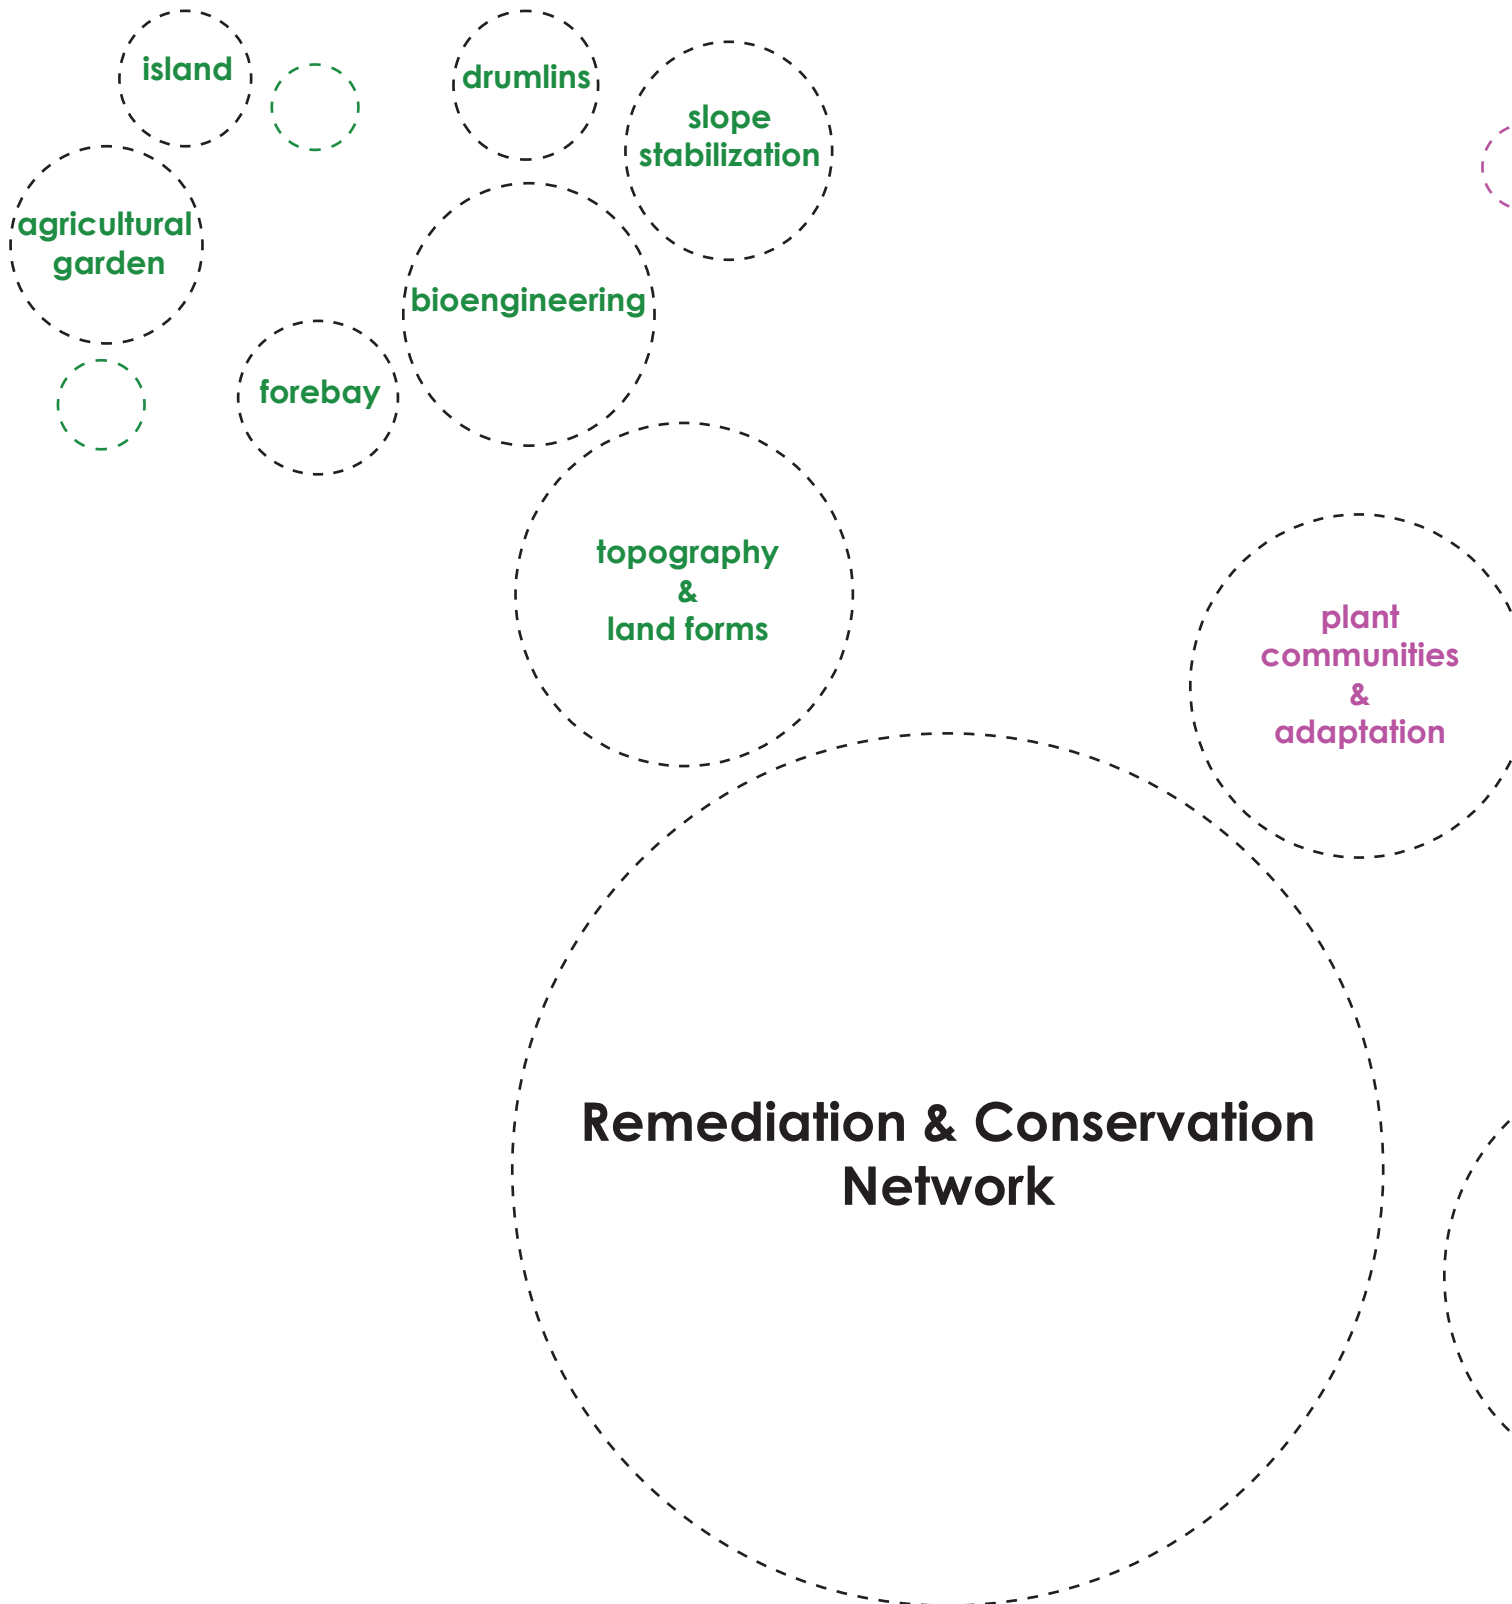 island
drumlins
slope
stabilization
agricultural
garden
bioengineering
forebay
topography
&
land forms
plant
communities
&
adaptation
Remediation & Conservation
Network